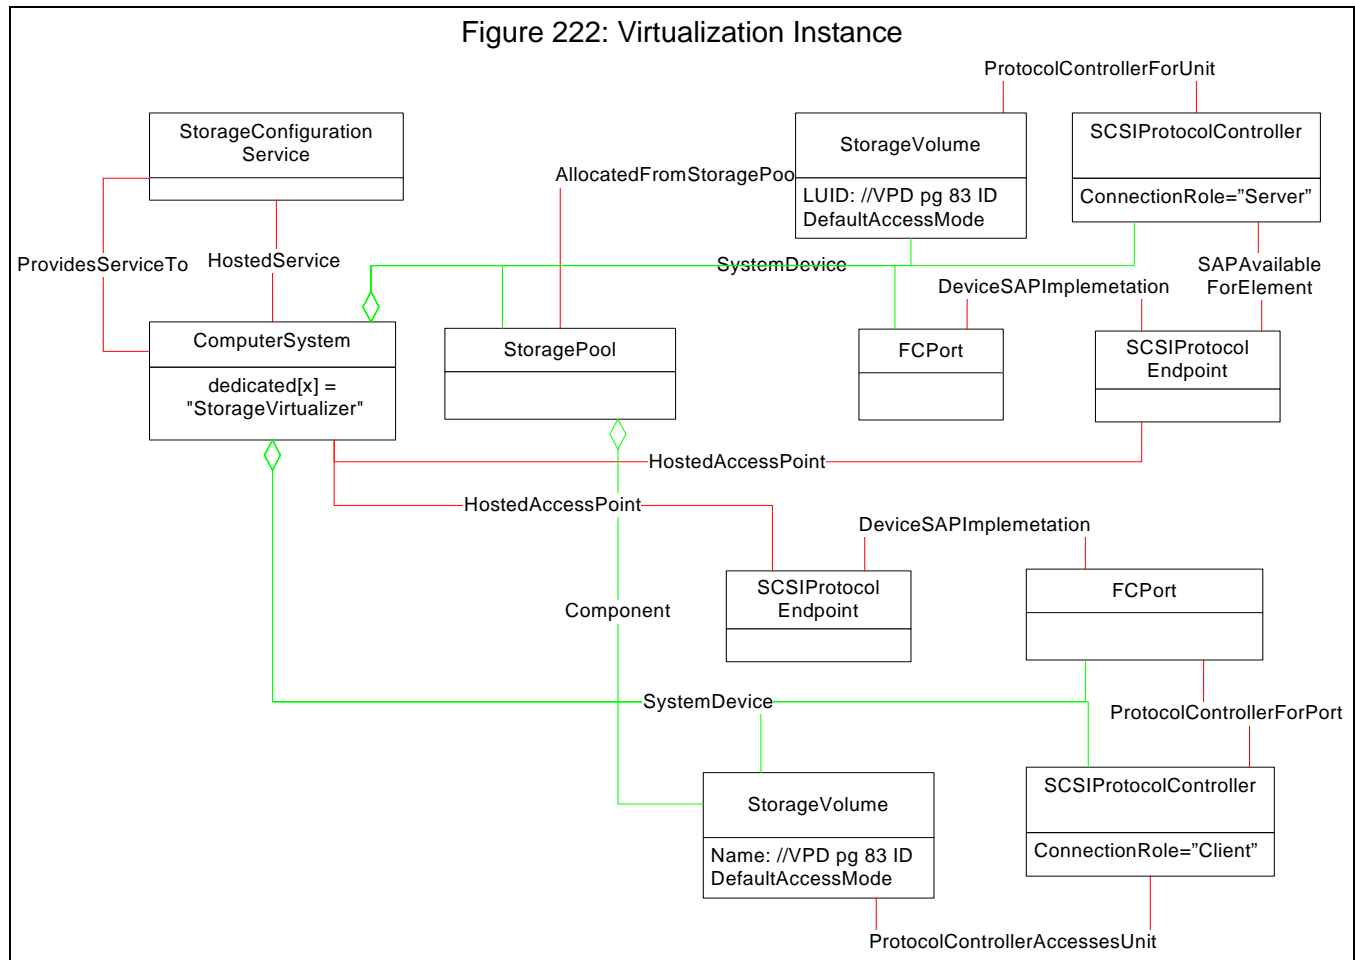 Figure 222: Virtualization Instance
ProtocolControllerForUnit
StorageConfiguration
Service
StorageVolume
LUID: //VPD pg 83 ID
DefaultAccessMode
SCSIProtocolController
ConnectionRole=”Server”
AllocatedFromStoragePoo
ProvidesServiceTo
HostedService
SystemDevice
SAPAvailable
ForElement
DeviceSAPImplemetation
ComputerSystem
dedicated[x] =
"StorageVirtualizer"
StoragePool
FCPort
SCSIProtocol
Endpoint
HostedAccessPoint
HostedAccessPoint
DeviceSAPImplemetation
SCSIProtocol
Endpoint
FCPort
Component
SystemDevice
ProtocolControllerForPort
StorageVolume
Name: //VPD pg 83 ID
DefaultAccessMode
SCSIProtocolController
ConnectionRole=”Client”
ProtocolControllerAccessesUnit